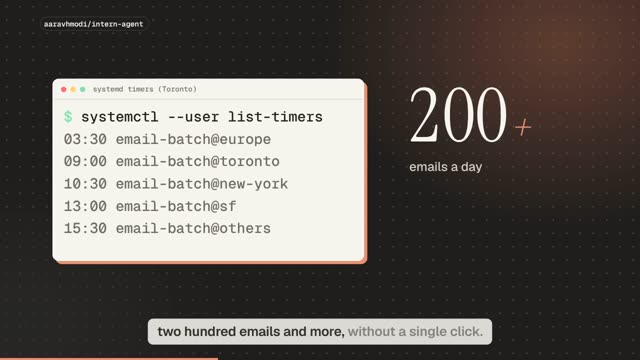 aaravhmodi/intern-agent
systemd timers (Toronto)
$ systemctl --user list-timers
03:30 email-batch@europe
09:00 email-batch@toronto
10:30 email-batch@new-york
13:00 email-batch@sf
15:30 email-batch@others
200+
emails a day
two hundred emails and more, without a single click.